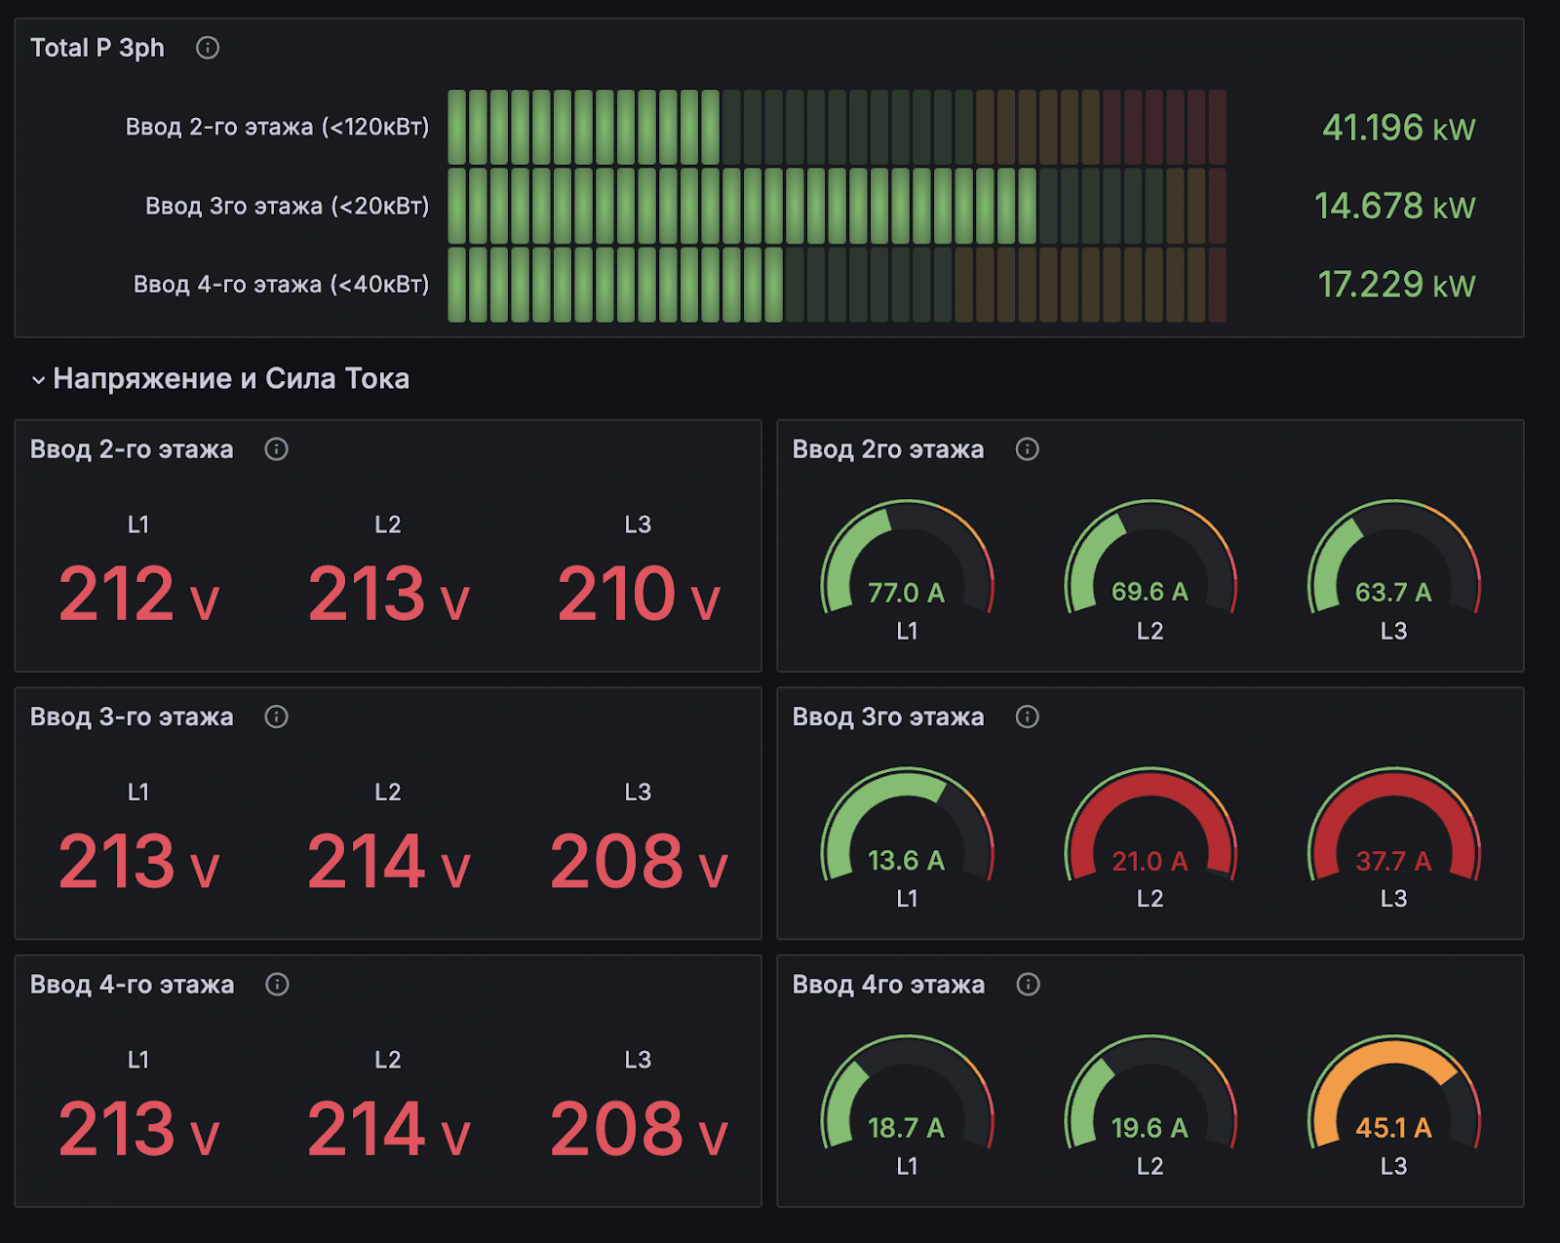 Total P 3ph
Ввод 2-го этажа (<120кВт) 41.196 kW
Ввод 3го этажа (<20кВт) 14.678 kW
Ввод 4-го этажа (<40кВт) 17.229 kW
Напряжение и Сила Тока
Ввод 2-го этажа
L1 L2 L3
212 V 213 V 210 V
Ввод 2го этажа
77.0 A 69.6 A 63.7 A
L1 L2 L3
Ввод 3-го этажа
L1 L2 L3
213 V 214 V 208 V
Ввод 3го этажа
13.6 A 21.0 A 37.7 A
L1 L2 L3
Ввод 4-го этажа
L1 L2 L3
213 V 214 V 208 V
Ввод 4го этажа
18.7 A 19.6 A 45.1 A
L1 L2 L3